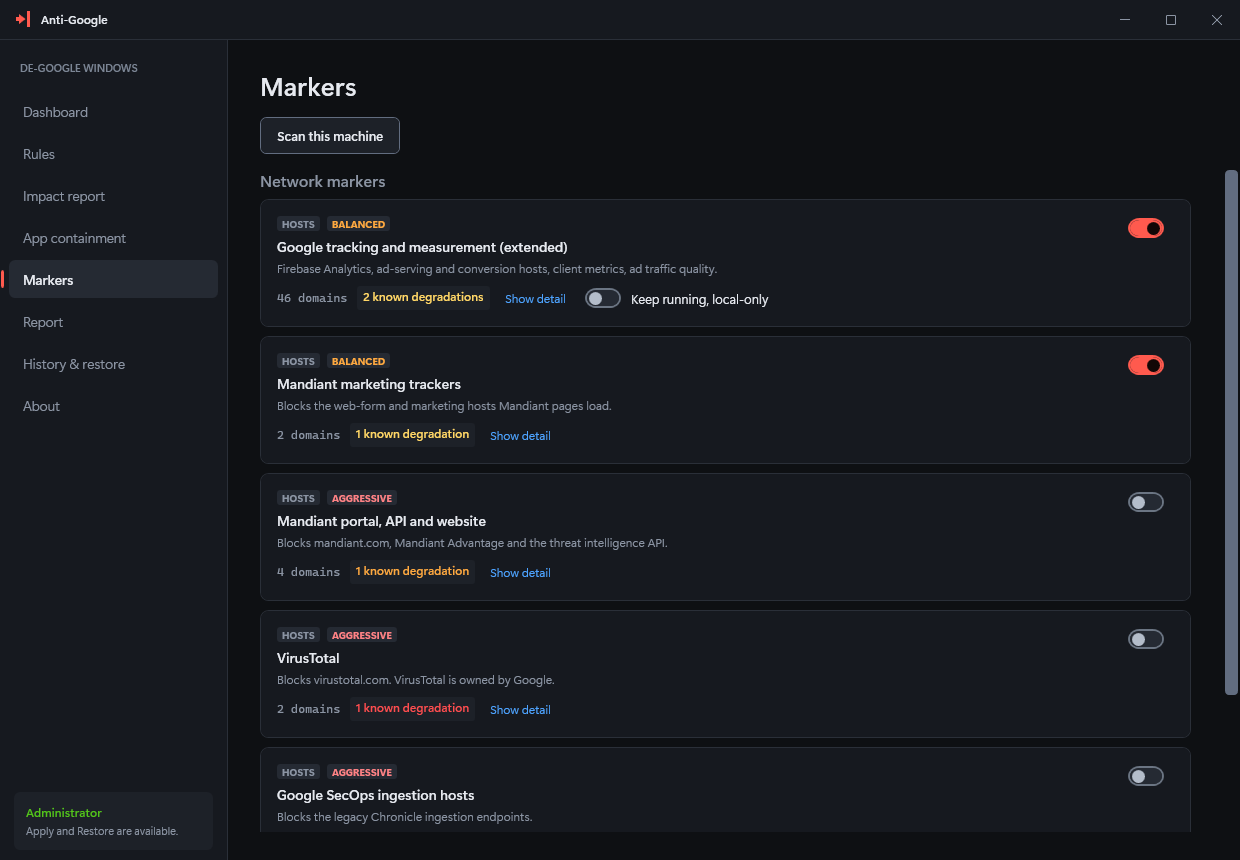 Anti-Google
DE-GOOGLE WINDOWS
Dashboard
Rules
Impact report
App containment
Markers
Report
History & restore
About
Administrator
Apply and Restore are available.
Markers
Scan this machine
Network markers
HOSTS BALANCED
Google tracking and measurement (extended)
Firebase Analytics, ad-serving and conversion hosts, client metrics, ad traffic quality.
46 domains 2 known degradations Show detail Keep running, local-only
HOSTS BALANCED
Mandiant marketing trackers
Blocks the web-form and marketing hosts Mandiant pages load.
2 domains 1 known degradation Show detail
HOSTS AGGRESSIVE
Mandiant portal, API and website
Blocks mandiant.com, Mandiant Advantage and the threat intelligence API.
4 domains 1 known degradation Show detail
HOSTS AGGRESSIVE
VirusTotal
Blocks virustotal.com. VirusTotal is owned by Google.
2 domains 1 known degradation Show detail
HOSTS AGGRESSIVE
Google SecOps ingestion hosts
Blocks the legacy Chronicle ingestion endpoints.